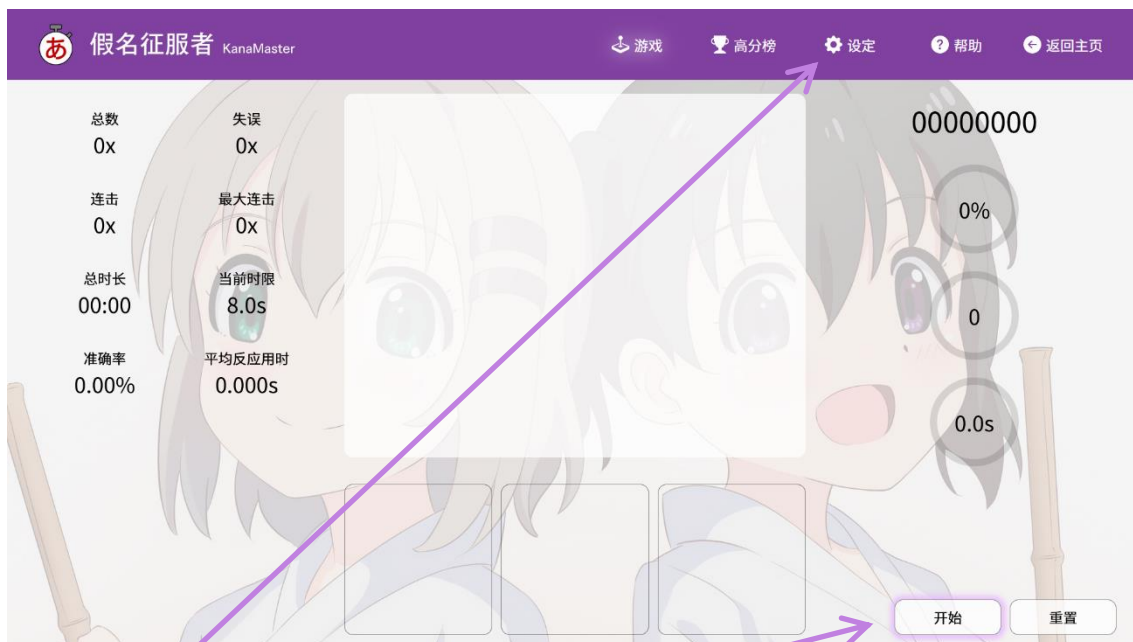 あ 假名征服者 KanaMaster 游戏 高分榜 设定 ? 帮助 返回主页
总数 失误 00000000
0x 0x
连击 最大连击 0%
0x 0x
总时长 当前时限
00:00 8.0s 0
准确率 平均反应用时
0.00% 0.000s
0.0s
开始 重置